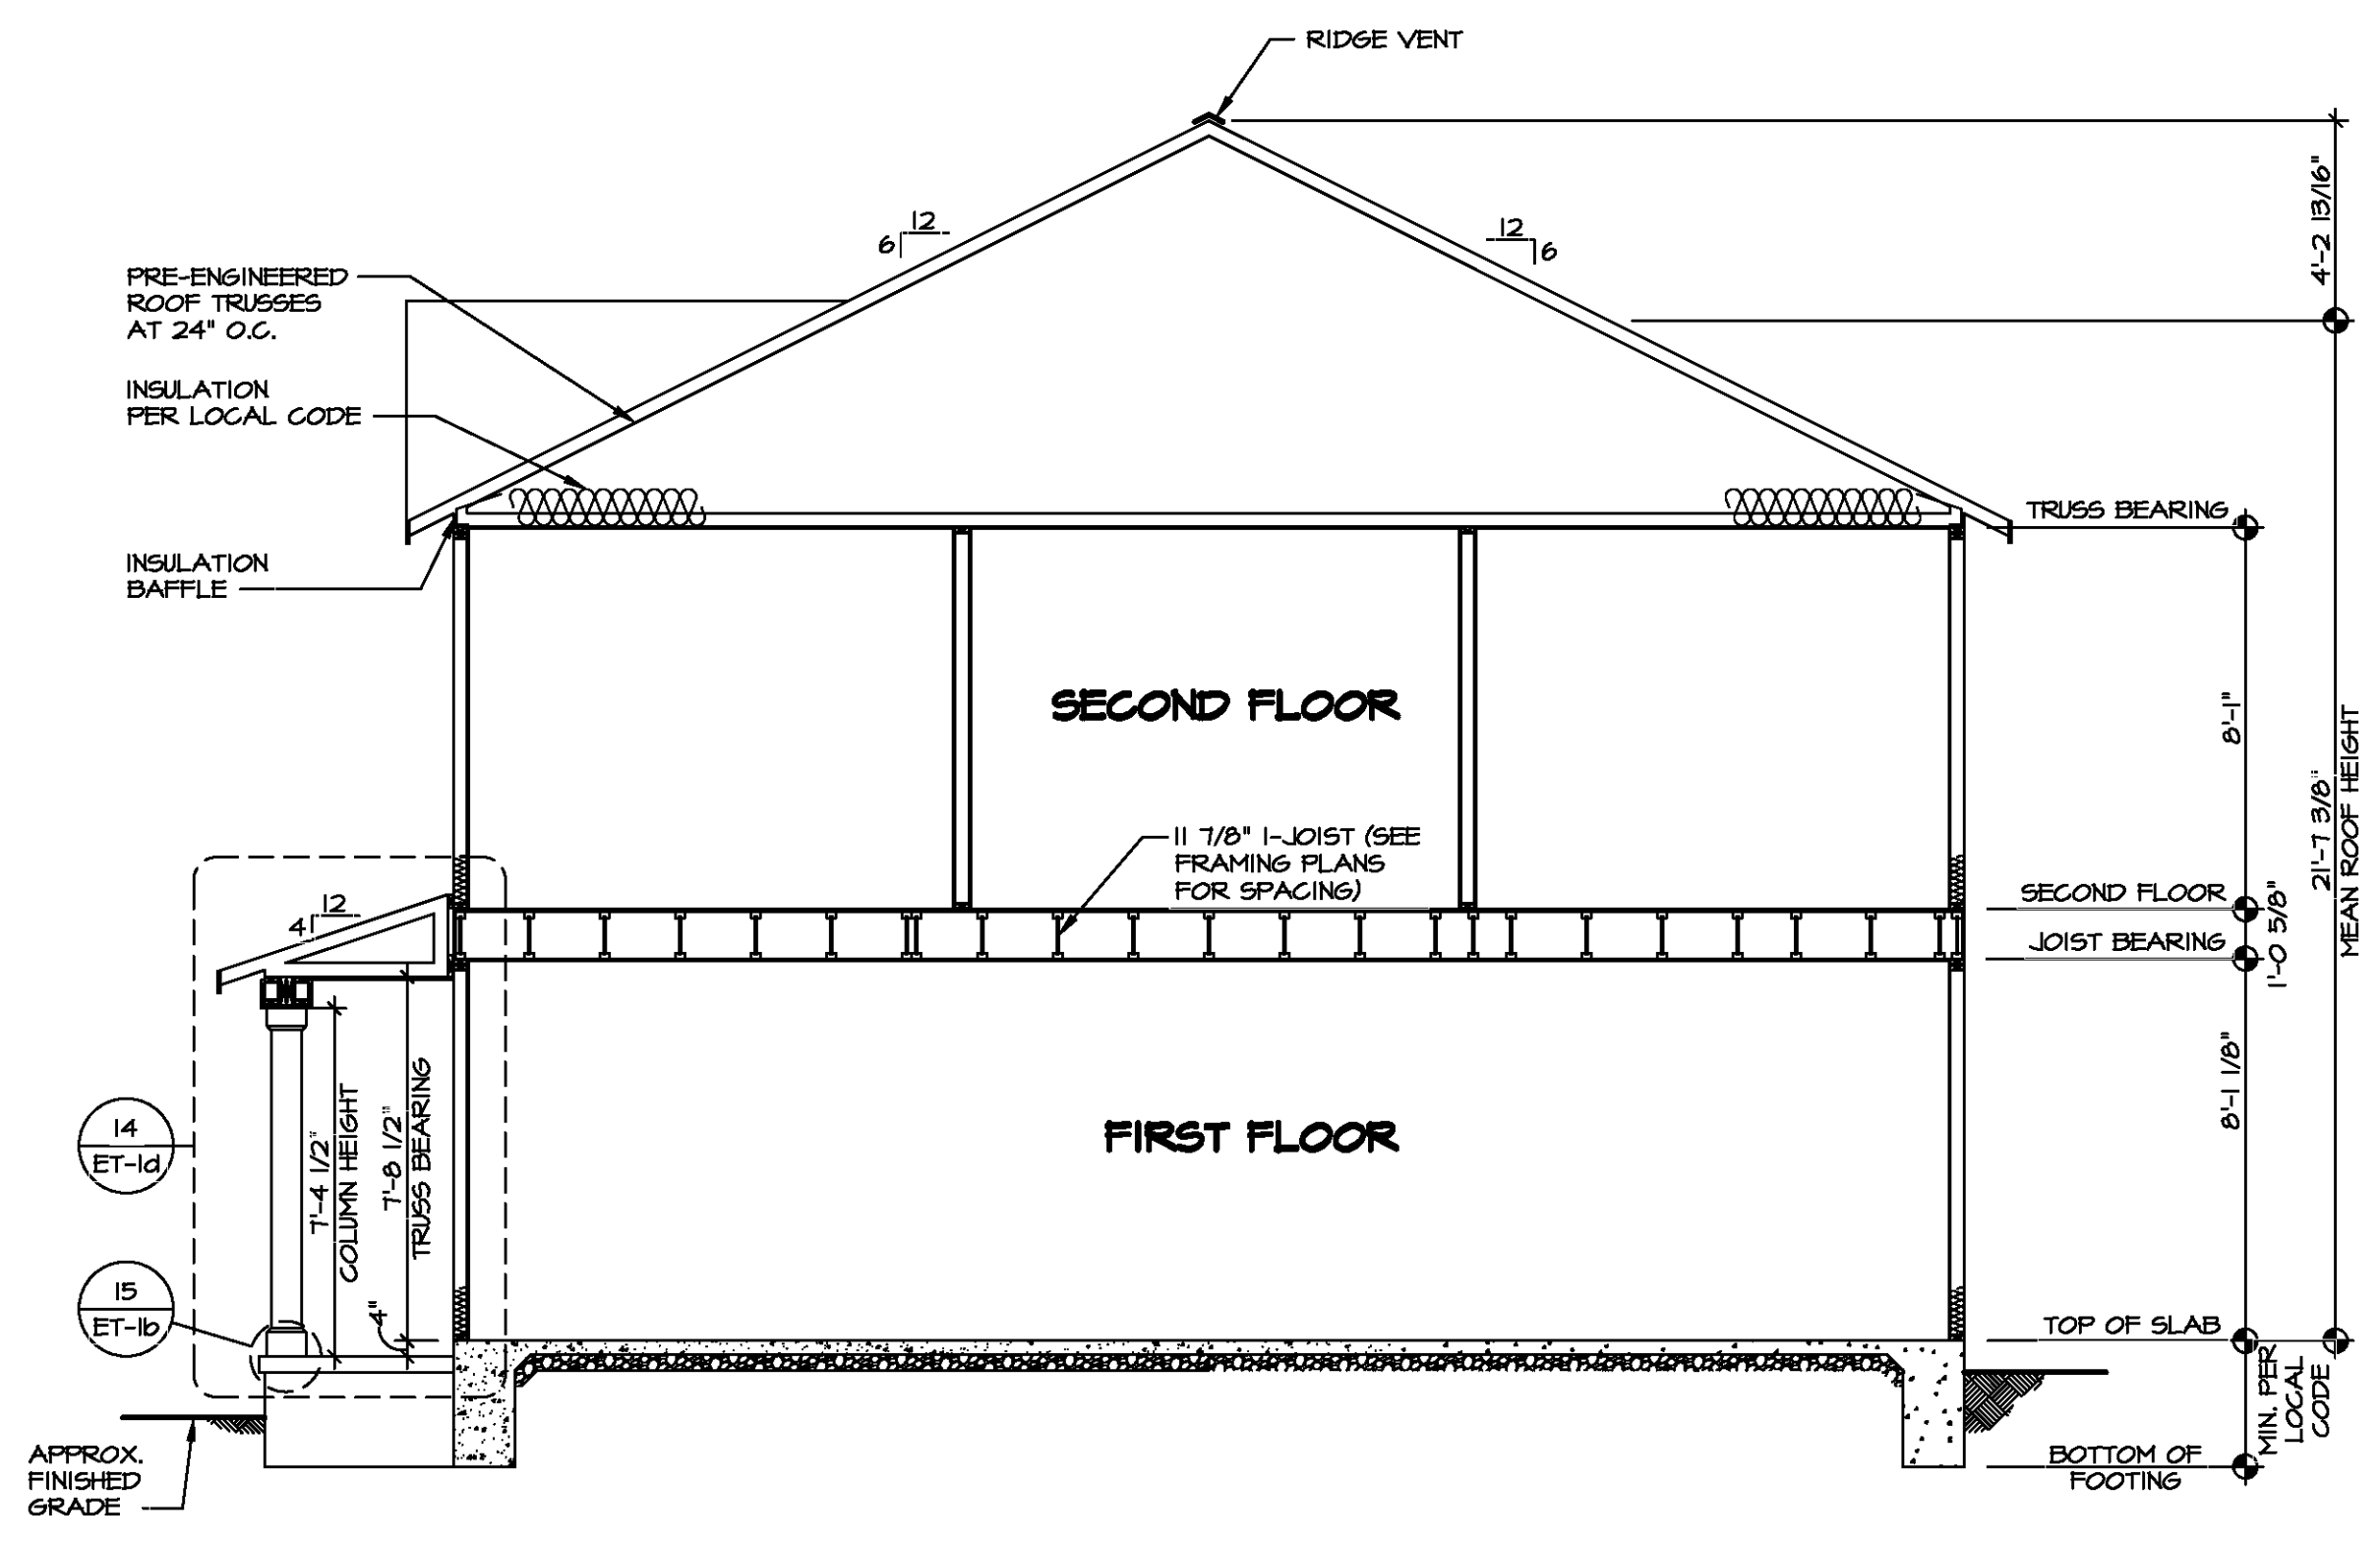 RIDGE VENT
4'-2 13/16"
12
6
12
6
PRE-ENGINEERED
ROOF TRUSSES
AT 24" O.C.
INSULATION
PER LOCAL CODE
TRUSS BEARING
INSULATION
BAFFLE
SECOND FLOOR
8'-1"
21'-7 3/8"
MEAN ROOF HEIGHT
11 7/8" I-JOIST (SEE
FRAMING PLANS
FOR SPACING)
12
4
SECOND FLOOR
JOIST BEARING
1'-0 5/8"
8'-1 1/8"
FIRST FLOOR
14
ET-1d
7'-4 1/2"
COLUMN HEIGHT
7'-8 1/2"
TRUSS BEARING
15
ET-1b
4"
TOP OF SLAB
MIN. PER
LOCAL
CODE
APPROX.
FINISHED
GRADE
BOTTOM OF
FOOTING